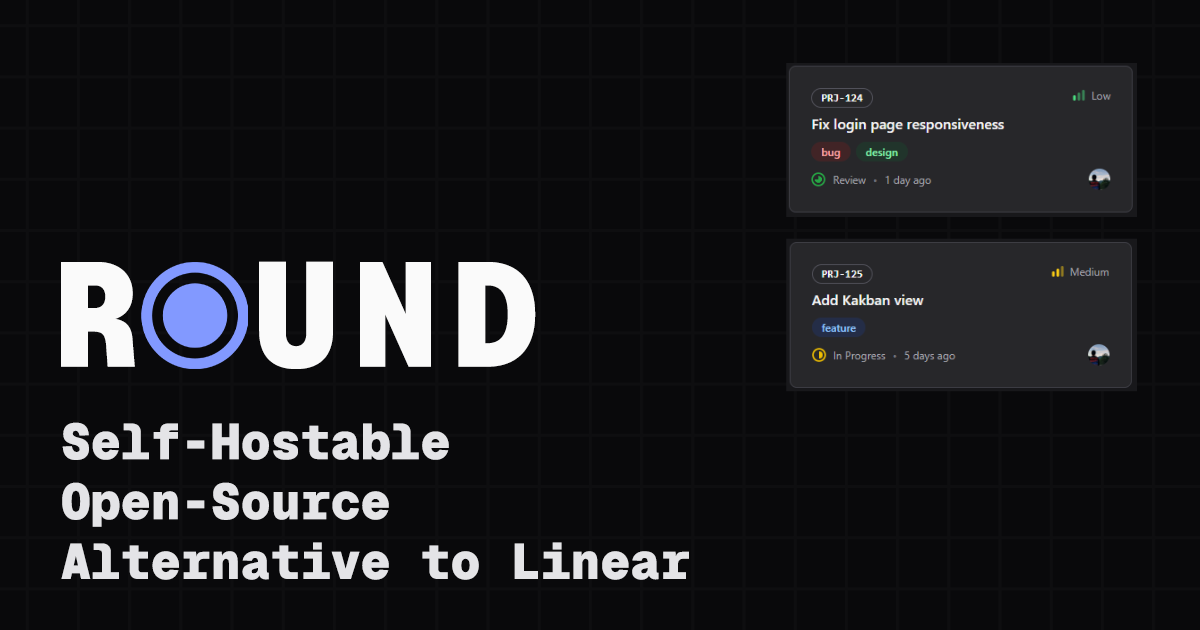 ROUND
Self-Hostable
Open-Source
Alternative to Linear
PRJ-124
Low
Fix login page responsiveness
bug design
Review • 1 day ago
PRJ-125
Medium
Add Kakban view
feature
In Progress • 5 days ago